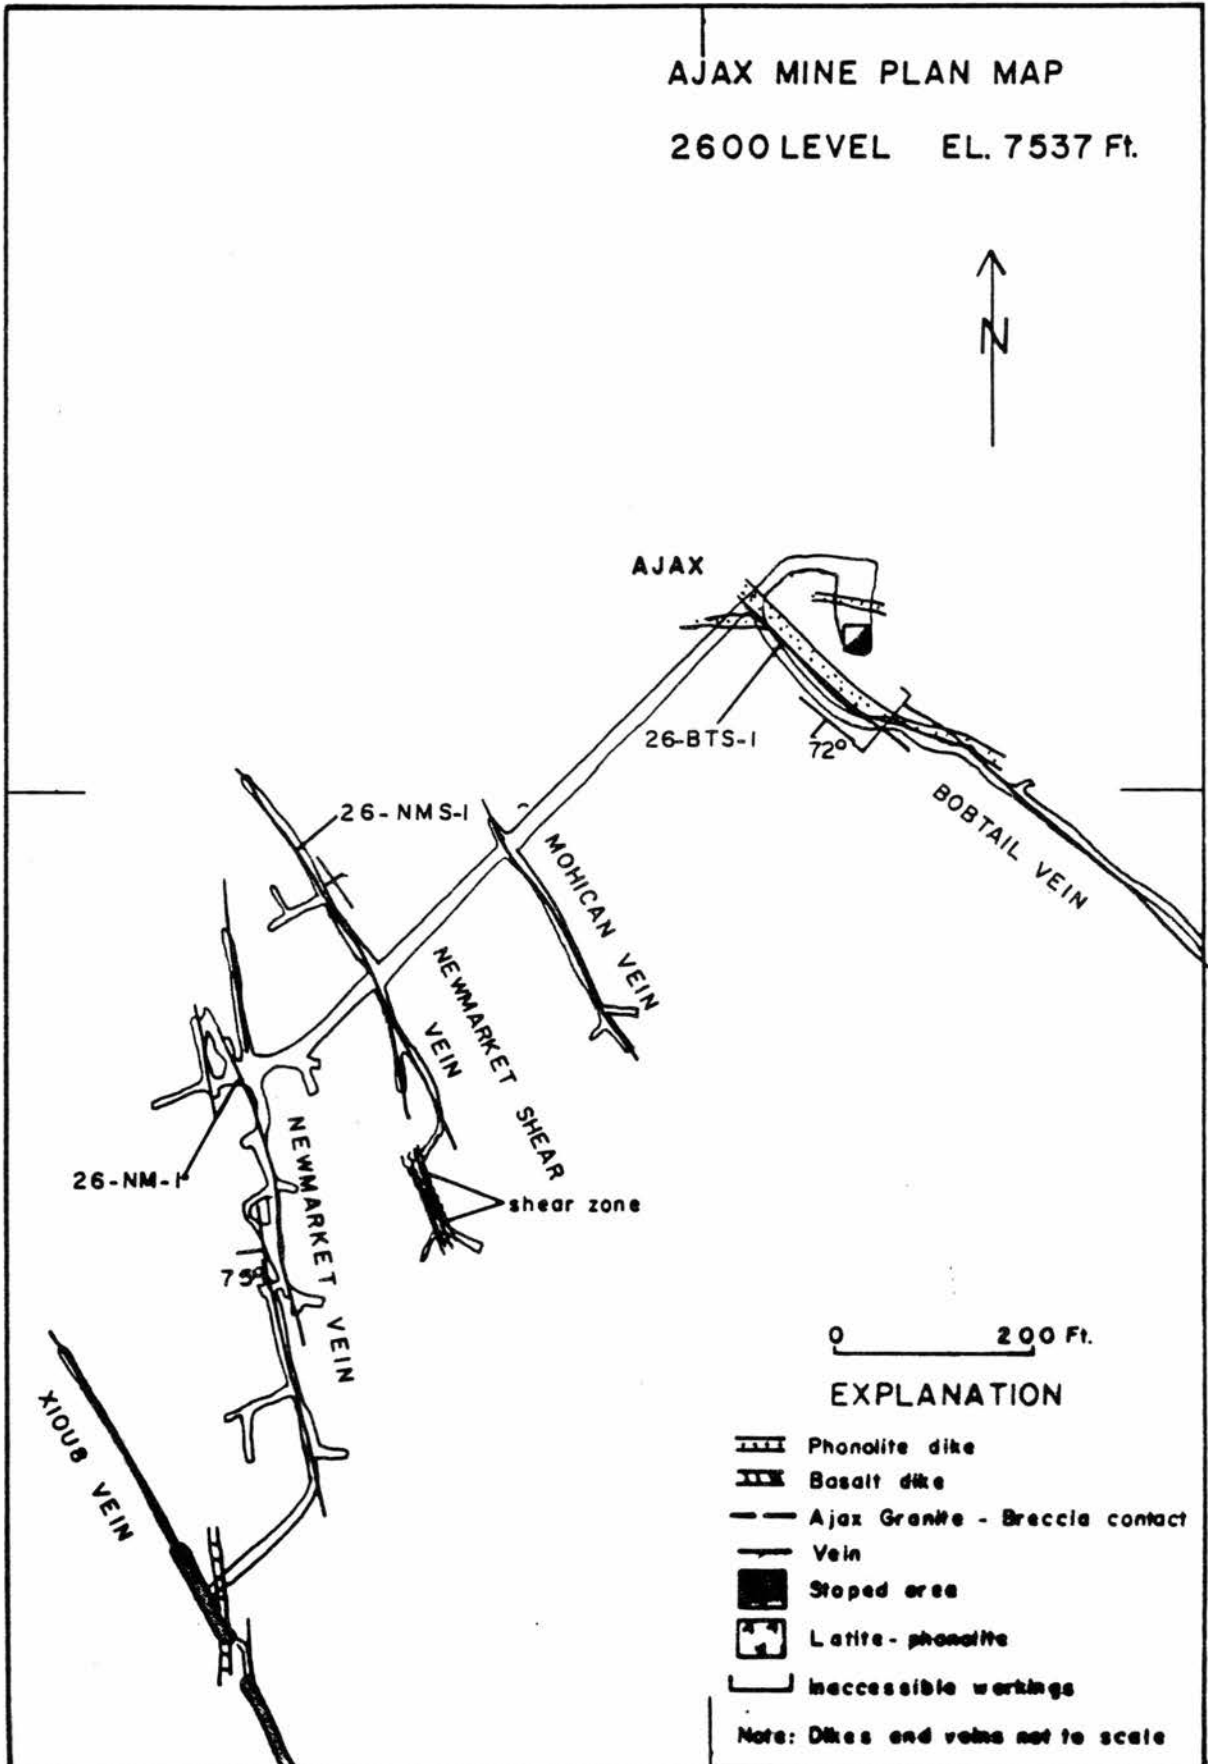 AJAX MINE PLAN MAP
2600 LEVEL EL. 7537 Ft.
N
AJAX
26-BTS-1
72°
BOBTAIL VEIN
26-NMS-1
MOHICAN VEIN
NEWMARKET SHEAR
VEIN
26-NM-1
shear zone
NEWMARKET VEIN
75°
XIOUS VEIN
0 200 Ft.
EXPLANATION
Phonolite dike
Basalt dike
Ajax Granite - Breccia contact
Vein
Stoped area
Latite - phonolite
Inaccessible workings
Note: Dikes and veins not to scale